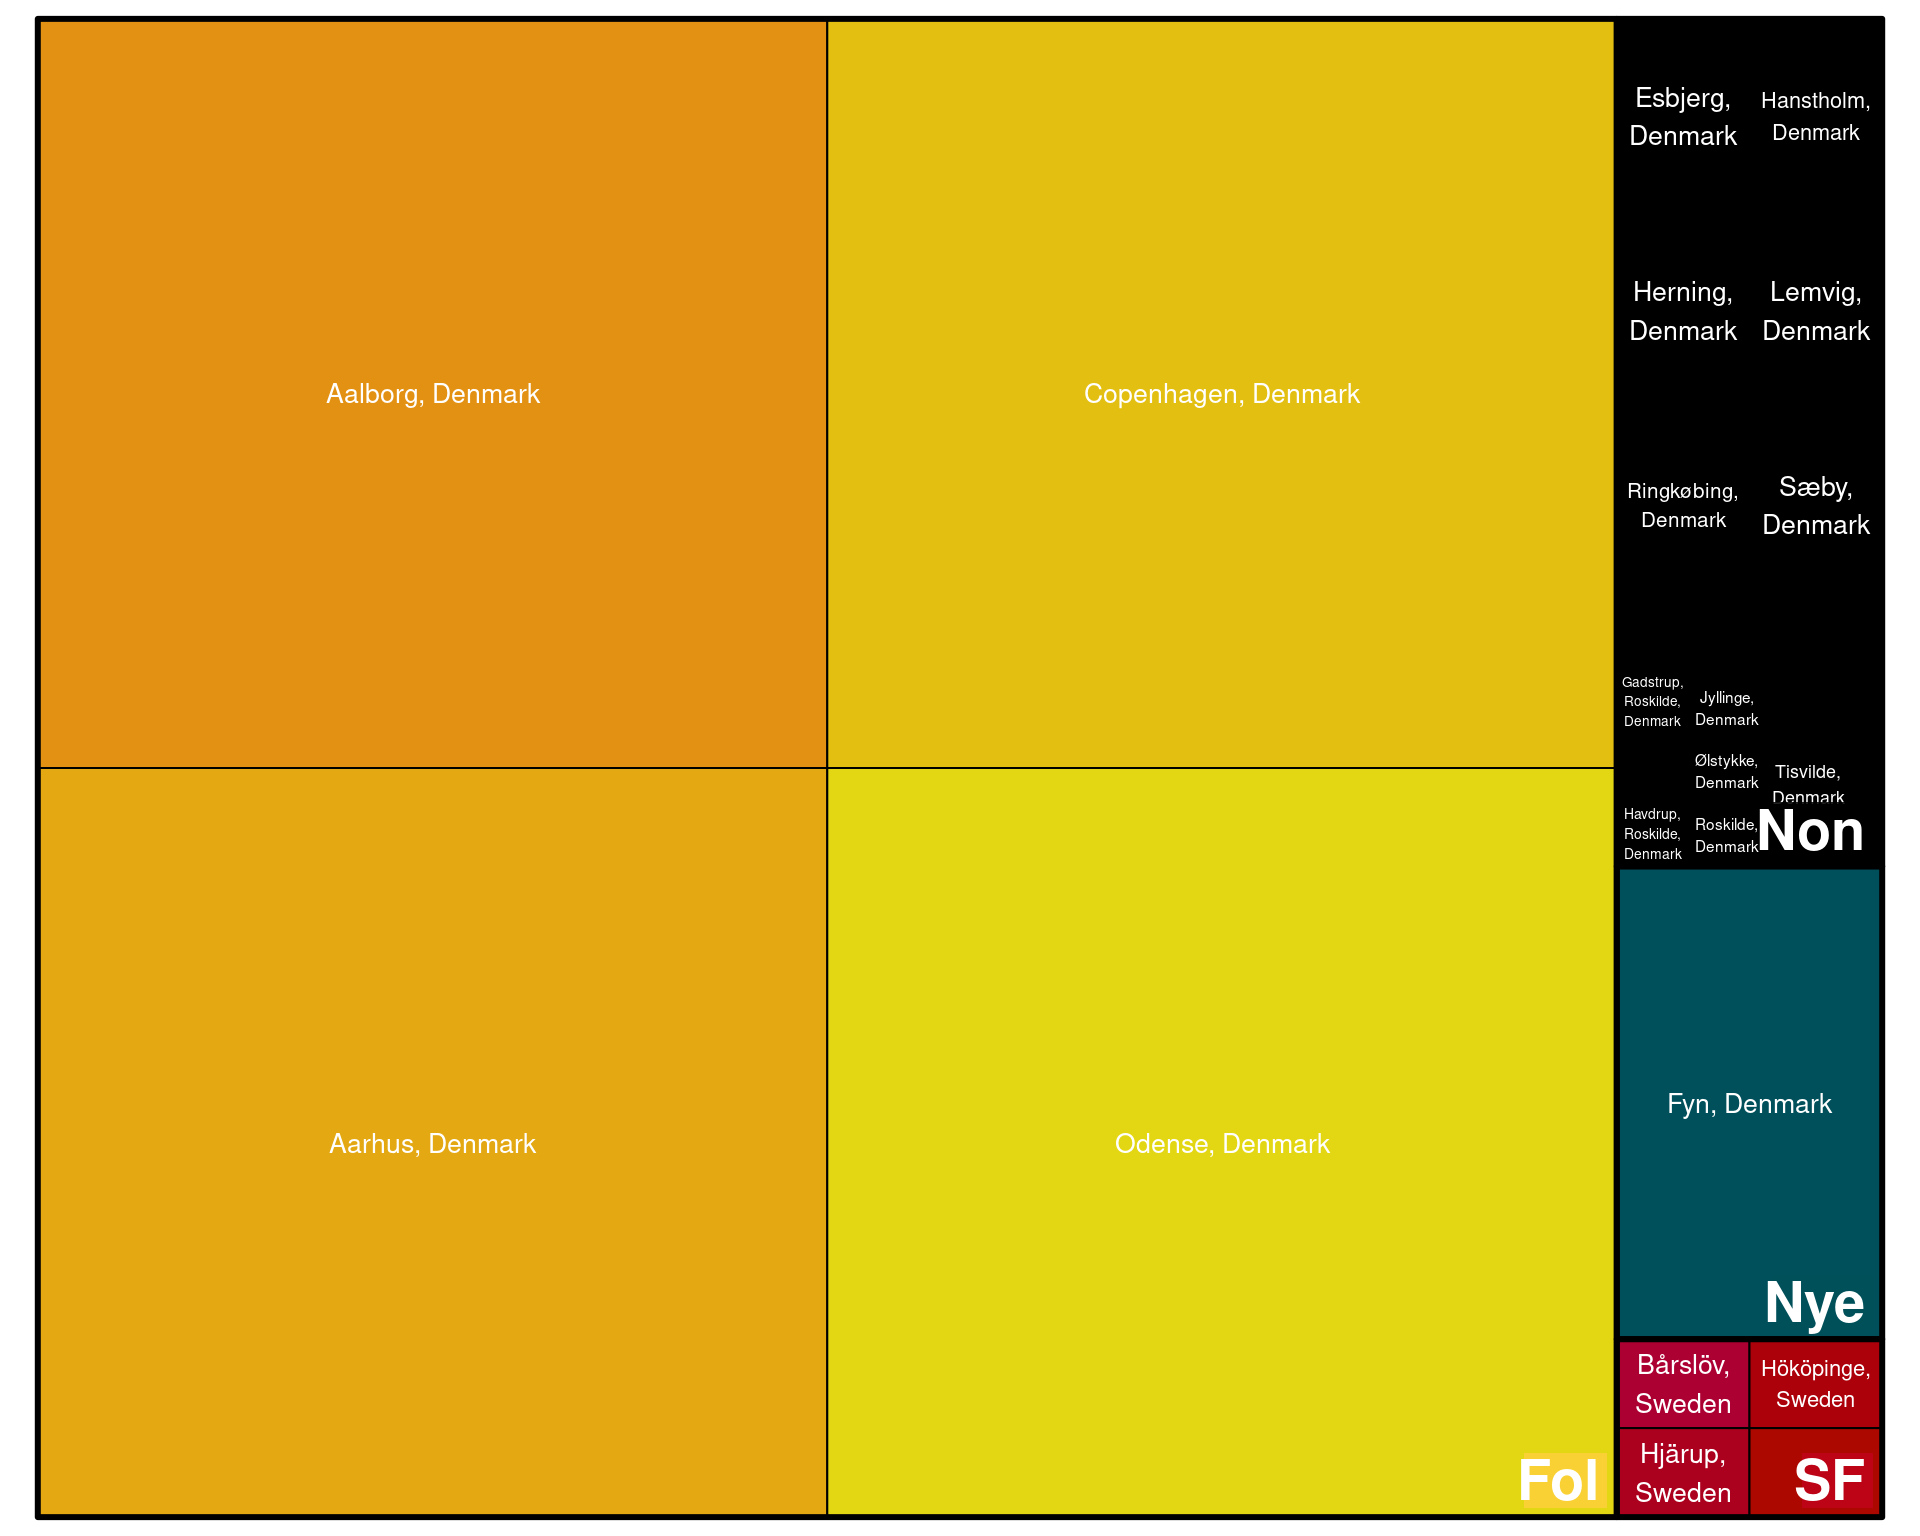 Aalborg, Denmark
Copenhagen, Denmark
Aarhus, Denmark
Odense, Denmark
Fol
Esbjerg,
Denmark
Hanstholm,
Denmark
Herning,
Denmark
Lemvig,
Denmark
Ringkøbing,
Denmark
Sæby,
Denmark
Gadstrup,
Roskilde,
Denmark
Jyllinge,
Denmark
Ølstykke,
Denmark
Tisvilde,
Denmark
Havdrup,
Roskilde,
Denmark
Roskilde,
Denmark
Non
Fyn, Denmark
Nye
Bårslöv,
Sweden
Hököpinge,
Sweden
Hjärup,
Sweden
SF